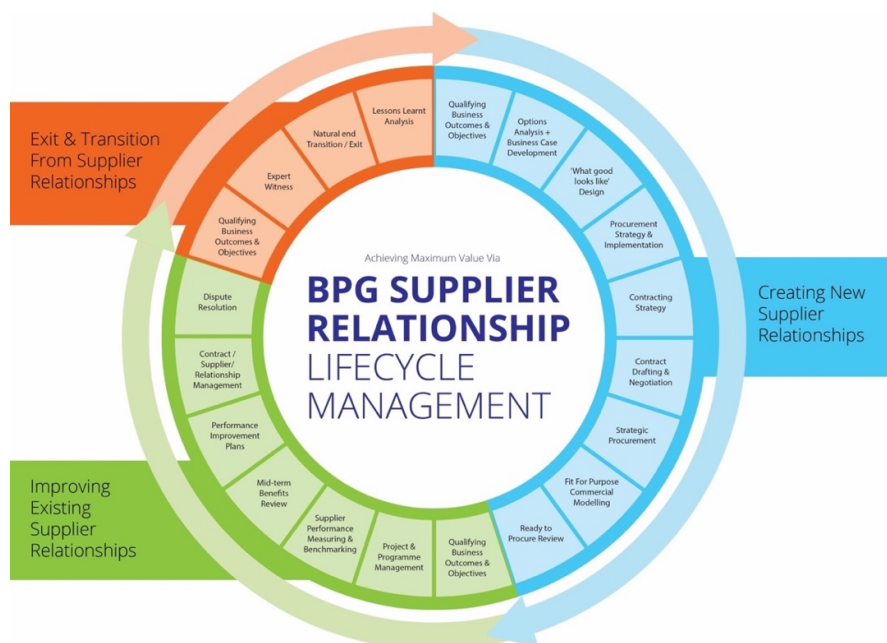 Exit & Transition
From Supplier
Relationships
Creating New
Supplier
Relationships
Improving
Existing
Supplier
Relationships
Achieving Maximum Value Via
BPG SUPPLIER
RELATIONSHIP
LIFECYCLE
MANAGEMENT
Qualifying
Business
Outcomes &
Objectives
Options
Analysis +
Business Case
Development
'What good
looks like'
Design
Procurement
Strategy &
Implementation
Contracting
Strategy
Contract
Drafting &
Negotiation
Strategic
Procurement
Fit For Purpose
Commercial
Modelling
Ready to
Procure Review
Qualifying
Business
Outcomes &
Objectives
Project &
Programme
Management
Supplier
Performance
Measuring &
Benchmarking
Mid-term
Benefits
Review
Performance
Improvement
Plans
Contract /
Supplier/
Relationship
Management
Dispute
Resolution
Qualifying
Business
Outcomes &
Objectives
Expert
Witness
Natural end
Transition / Exit
Lessons Learnt
Analysis